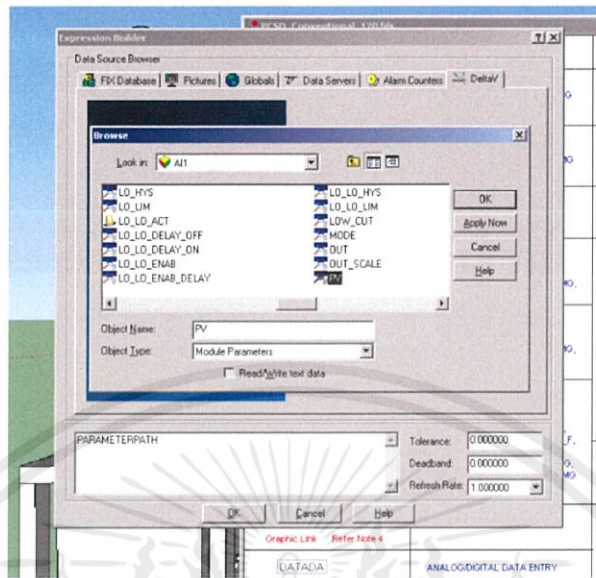 PCSD_Conventional_120.fds
Expression Builder
Data Source Browser
FIX Database Pictures Globals Data Servers Alarm Counters DeltaV
Browse
Look in: AI1
LO_HYS LO_LO_HYS
LO_LIM LO_LO_LIM
LO_LO_ACT LOW_CUT
LO_LO_DELAY_OFF MODE
LO_LO_DELAY_ON OUT
LO_LO_ENAB OUT_SCALE
LO_LO_ENAB_DELAY PV
OK
Apply Now
Cancel
Help
Object Name: PV
Object Type: Module Parameters
Read/Write text data
PARAMETERPATH
Tolerance: 0.000000
Deadband: 0.000000
Refresh Rate: 1.000000
OK Cancel Help
Graphic Link Refer Note 4
DATADA ANALOG/DIGITAL DATA ENTRY